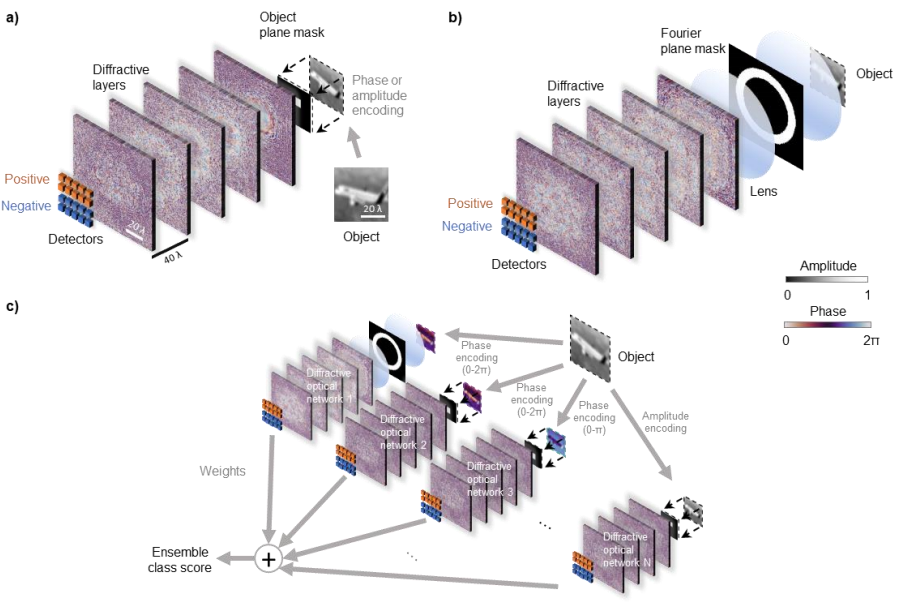 a)
Object
plane mask
Diffractive
layers
Phase or
amplitude
encoding
Positive
Negative
20 λ
20 λ
Detectors
40 λ
Object
b)
Fourier
plane mask
Object
Diffractive
layers
Lens
Positive
Negative
Detectors
Amplitude
0 1
Phase
0 2π
c)
Object
Phase
encoding
(0-2π)
Phase
encoding
(0-2π)
Phase
encoding
(0-π)
Amplitude
encoding
Diffractive
optical
network 1
Diffractive
optical
network 2
Diffractive
optical
network 3
...
Diffractive
optical
network N
Weights
Ensemble
class score
+
...